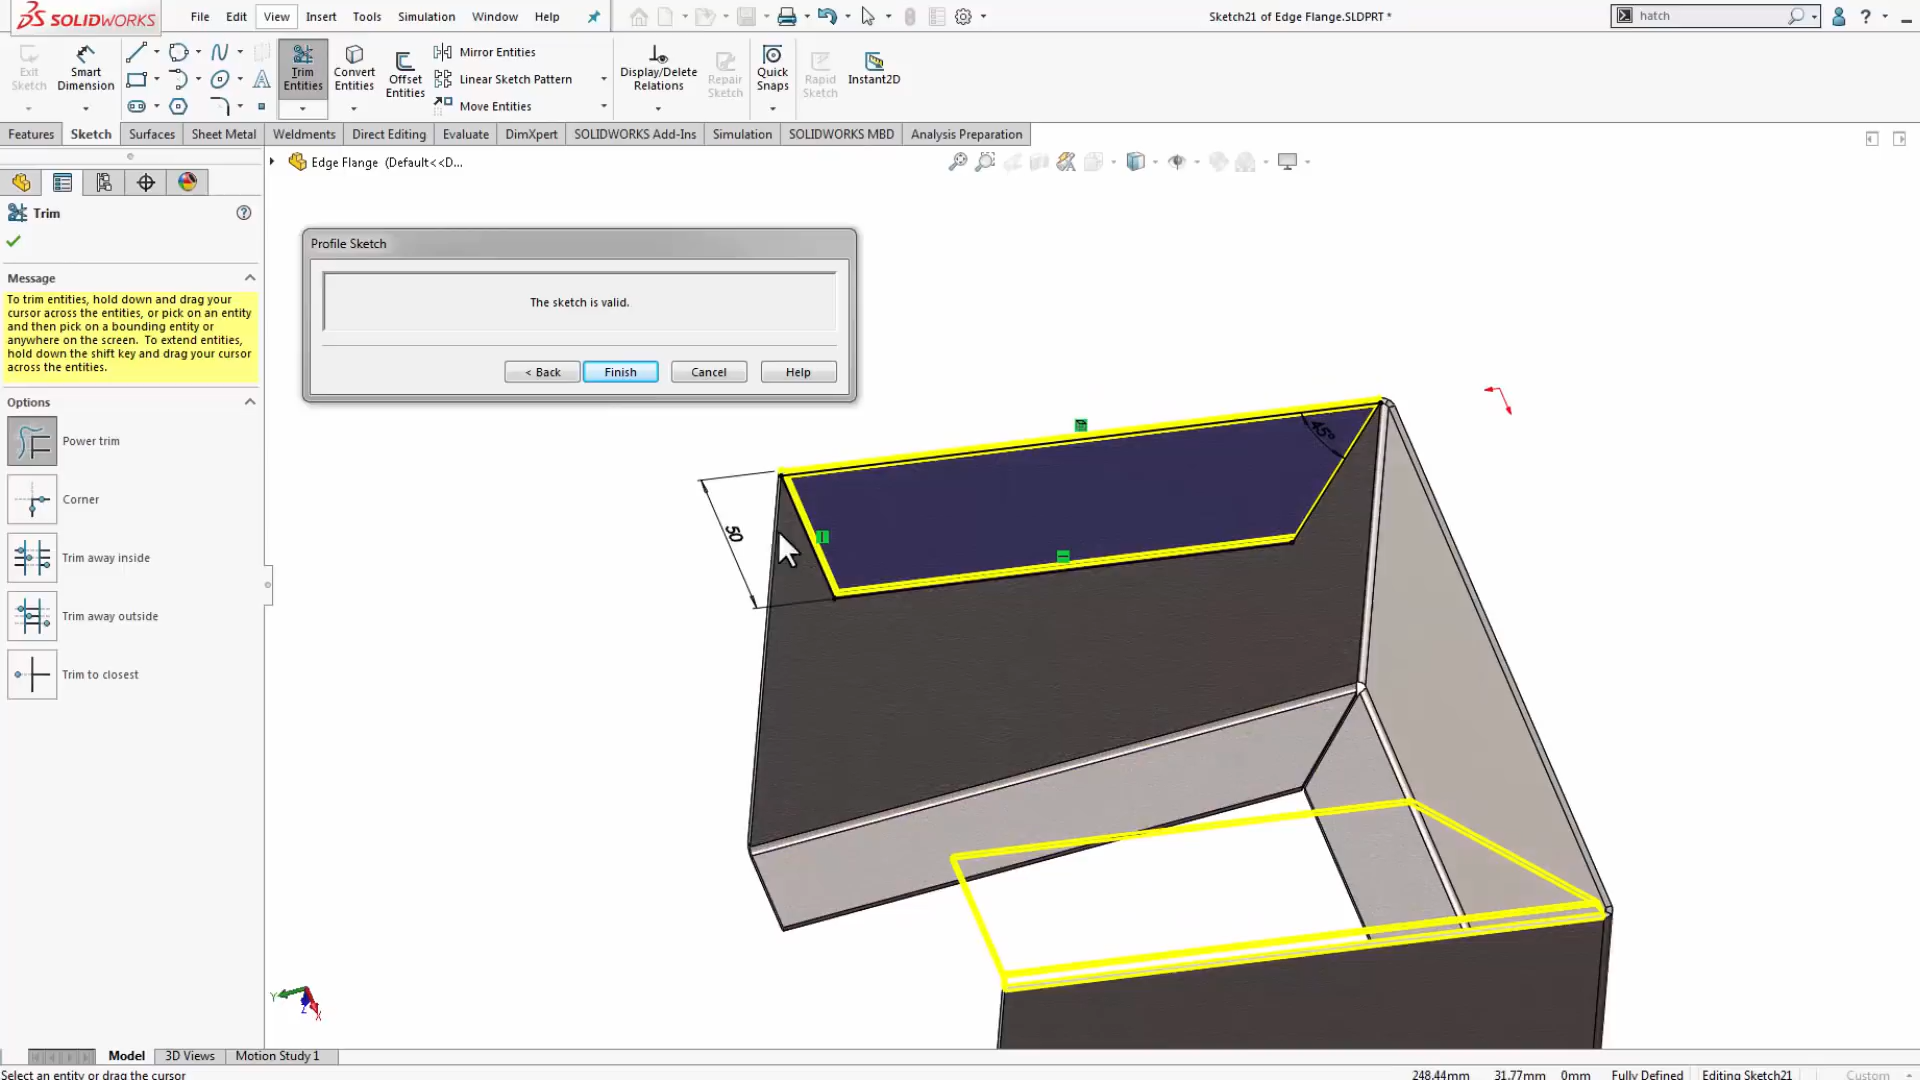 SOLIDWORKS
File Edit View Insert Tools Simulation Window Help
Sketch21 of Edge Flange.SLDPRT *
hatch
Exit Sketch
Smart Dimension
Trim Entities
Convert Entities
Offset Entities
Mirror Entities
Linear Sketch Pattern
Move Entities
Display/Delete Relations
Repair Sketch
Quick Snaps
Rapid Sketch
Instant2D
Features Sketch Surfaces Sheet Metal Weldments Direct Editing Evaluate DimXpert SOLIDWORKS Add-Ins Simulation SOLIDWORKS MBD Analysis Preparation
Edge Flange (Default<<D...
Trim
Message
To trim entities, hold down and drag your
cursor across the entities, or pick on an entity
and then pick on a bounding entity or
anywhere on the screen. To extend entities,
hold down the shift key and drag your cursor
across the entities.
Options
Power trim
Corner
Trim away inside
Trim away outside
Trim to closest
Profile Sketch
The sketch is valid.
< Back Finish Cancel Help
45°
50
Y
Z
X
Model 3D Views Motion Study 1
Select an entity or drag the cursor
248.44mm 31.77mm 0mm Fully Defined Editing Sketch21 Custom